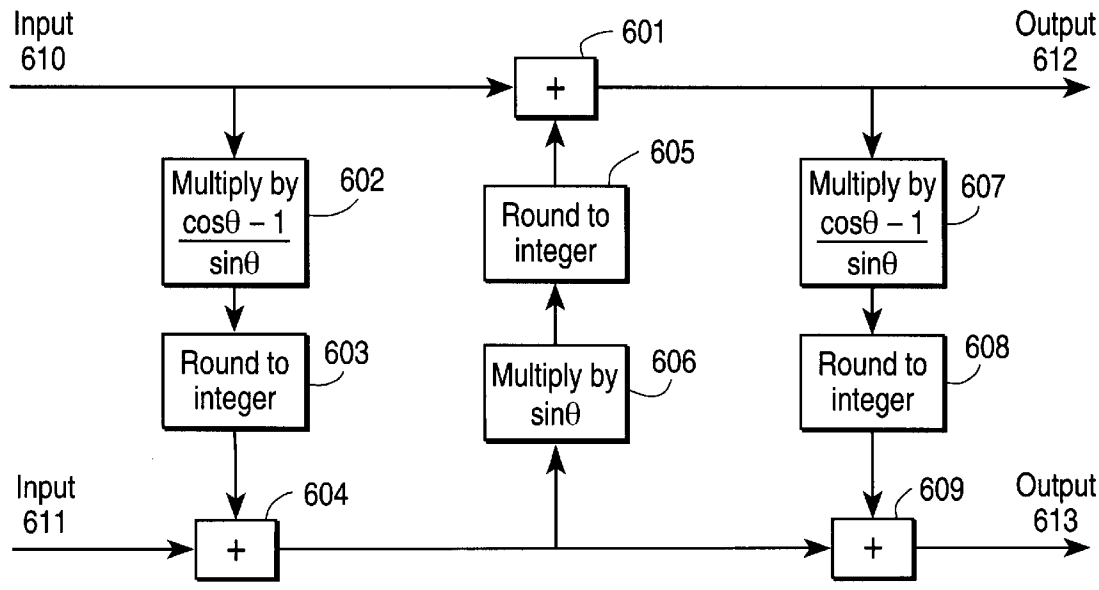 Input
610
601
Output
612
+
Multiply by
cosθ – 1
sinθ
602
605
Round to
integer
Multiply by
cosθ – 1
sinθ
607
Round to
integer
603
Multiply by
sinθ
606
Round to
integer
608
Input
611
604
+
609
+
Output
613